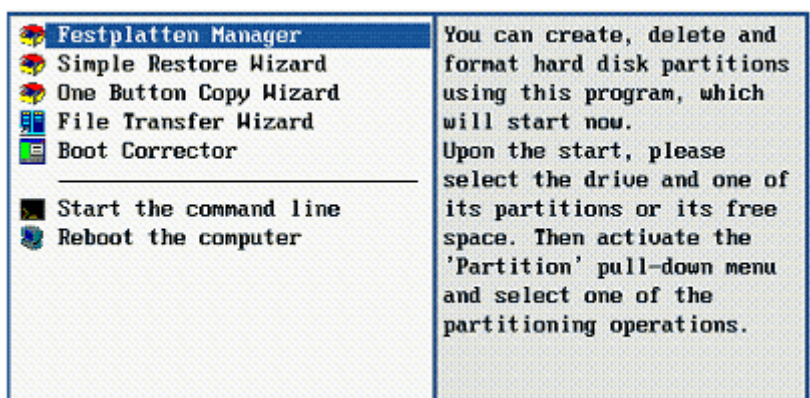 Festplatten Manager
Simple Restore Wizard
One Button Copy Wizard
File Transfer Wizard
Boot Corrector
Start the command line
Reboot the computer
You can create, delete and
format hard disk partitions
using this program, which
will start now.
Upon the start, please
select the drive and one of
its partitions or its free
space. Then activate the
'Partition' pull-down menu
and select one of the
partitioning operations.